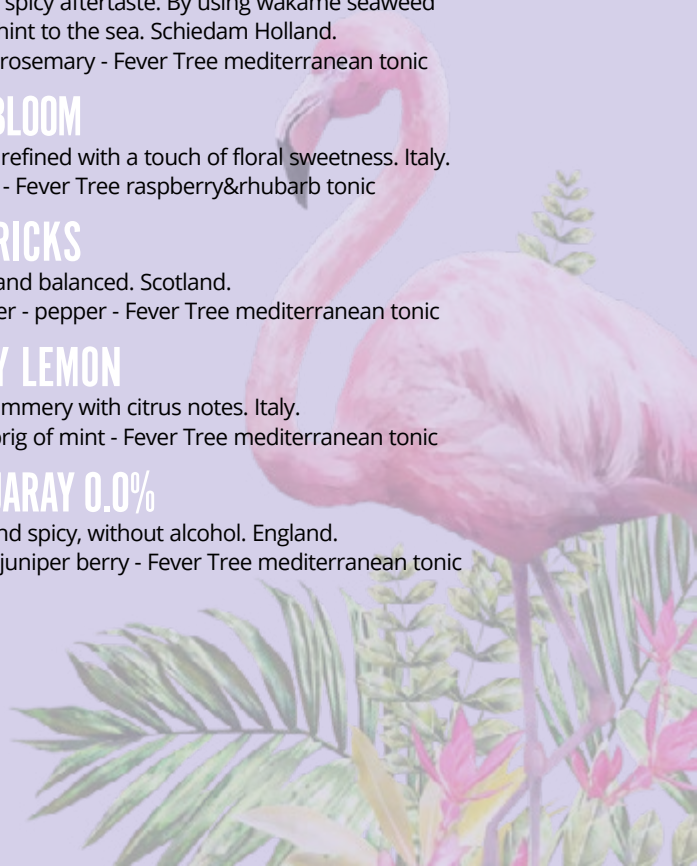 spicy aftertaste. By using wakame seaweed
hint to the sea. Schiedam Holland.
rosemary - Fever Tree mediterranean tonic
BLOOM
refined with a touch of floral sweetness. Italy.
- Fever Tree raspberry&rhubarb tonic
RICKS
and balanced. Scotland.
er - pepper - Fever Tree mediterranean tonic
Y LEMON
mmery with citrus notes. Italy.
rig of mint - Fever Tree mediterranean tonic
ARAY 0.0%
nd spicy, without alcohol. England.
juniper berry - Fever Tree mediterranean tonic